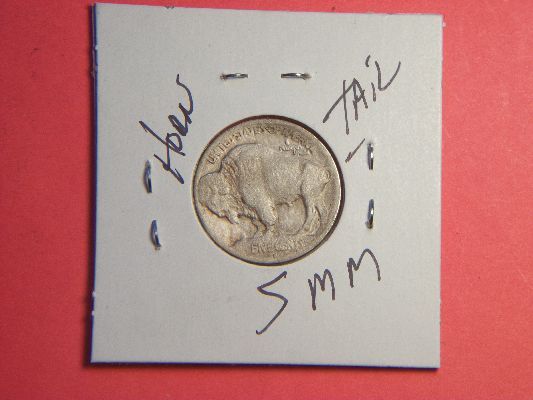 HORN
TAIL
UNITED STATES OF AMERICA
FIVE CENTS
5 MM